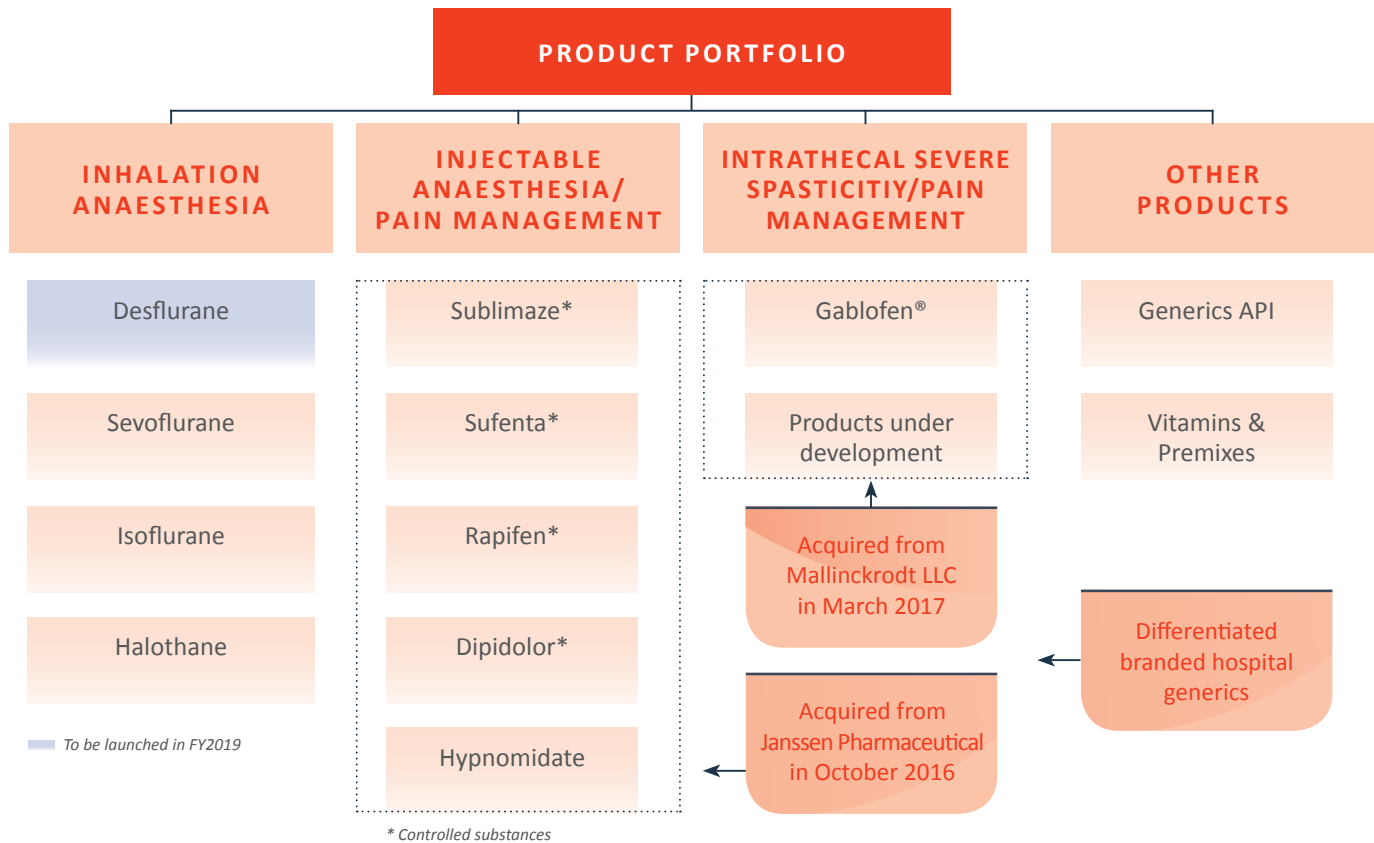 PRODUCT PORTFOLIO
INHALATION
ANAESTHESIA
INJECTABLE
ANAESTHESIA/
PAIN MANAGEMENT
INTRATHECAL SEVERE
SPASTICITIY/PAIN
MANAGEMENT
OTHER
PRODUCTS
Desflurane
Sevoflurane
Isoflurane
Halothane
To be launched in FY2019
Sublimaze*
Sufenta*
Rapifen*
Dipidolor*
Hypnomidate
* Controlled substances
Gablofen®
Products under
development
Acquired from
Mallinckrodt LLC
in March 2017
Acquired from
Janssen Pharmaceutical
in October 2016
Generics API
Vitamins &
Premixes
Differentiated
branded hospital
generics